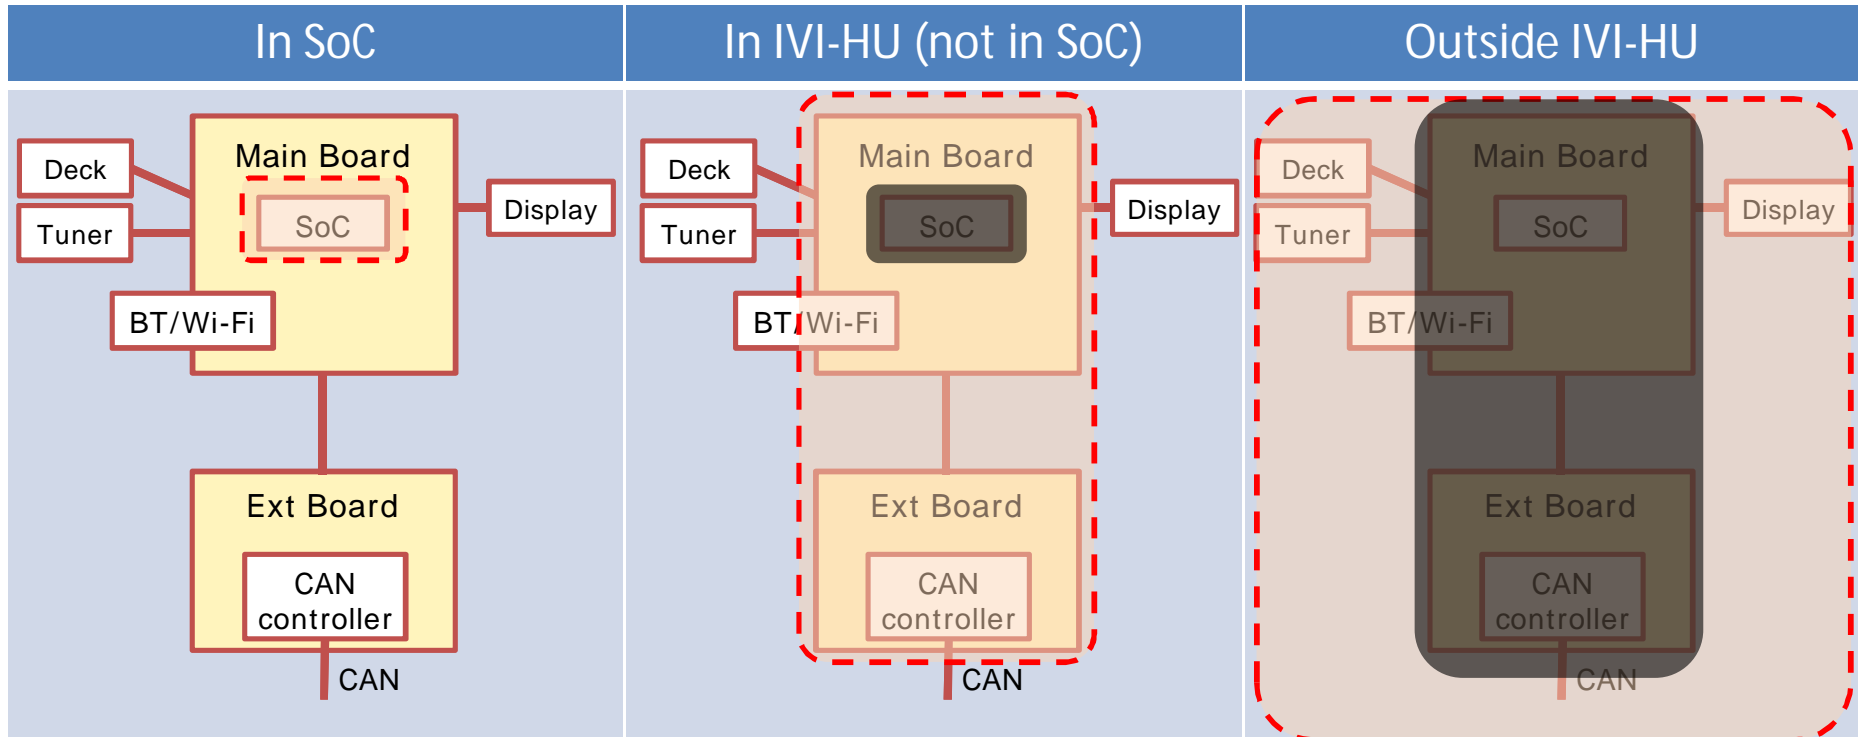 In SoC
In IVI-HU (not in SoC)
Outside IVI-HU
Main Board
Deck
SoC
Display
Tuner
BT/Wi-Fi
Ext Board
CAN
controller
CAN
Main Board
Deck
SoC
Display
Tuner
BT/Wi-Fi
Ext Board
CAN
controller
CAN
Main Board
Deck
SoC
Display
Tuner
BT/Wi-Fi
Ext Board
CAN
controller
CAN